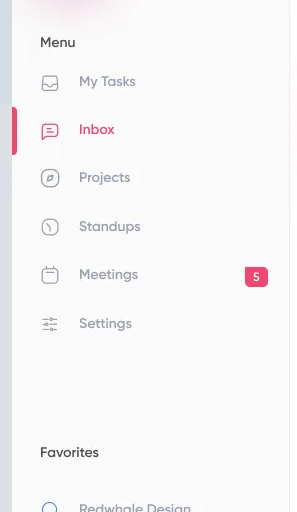 Menu
My Tasks
Inbox
Projects
Standups
Meetings
5
Settings
Favorites
Redwhale Design